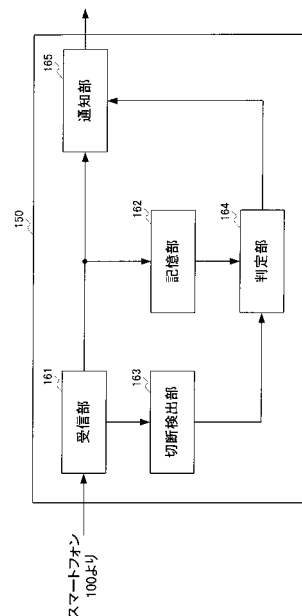 150
スマートフォン
100より
161
受信部
163
切断検出部
162
記憶部
164
判定部
165
通知部